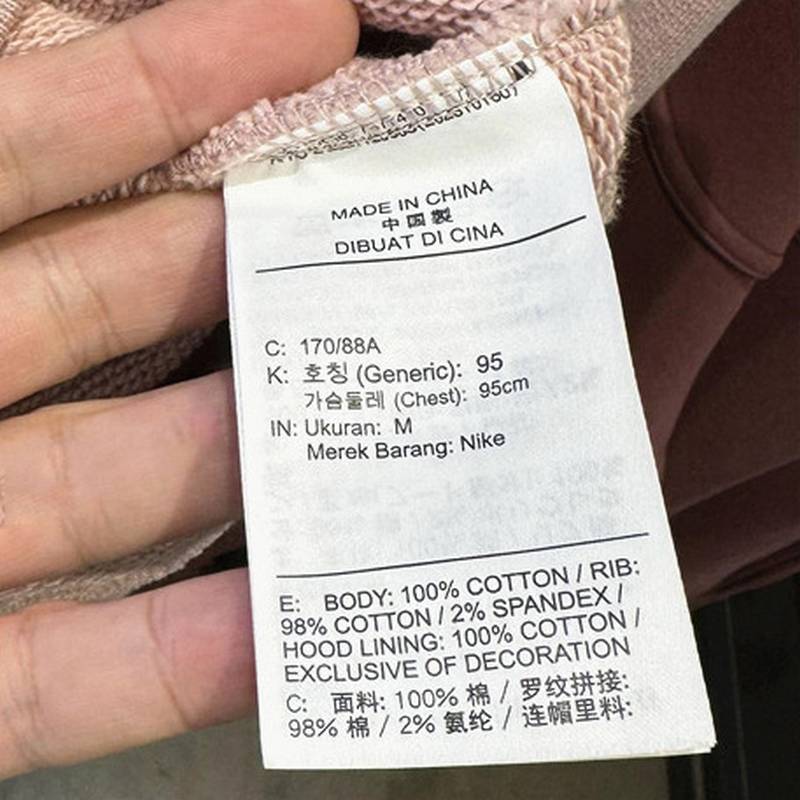 MADE IN CHINA
中国製
DIBUAT DI CINA
C: 170/88A
K: 호칭 (Generic): 95
가슴둘레 (Chest): 95cm
IN: Ukuran: M
Merek Barang: Nike
E: BODY: 100% COTTON / RIB:
98% COTTON / 2% SPANDEX /
HOOD LINING: 100% COTTON /
EXCLUSIVE OF DECORATION
C: 面料: 100% 棉 / 罗纹拼接:
98% 棉 / 2% 氨纶 / 连帽里料: